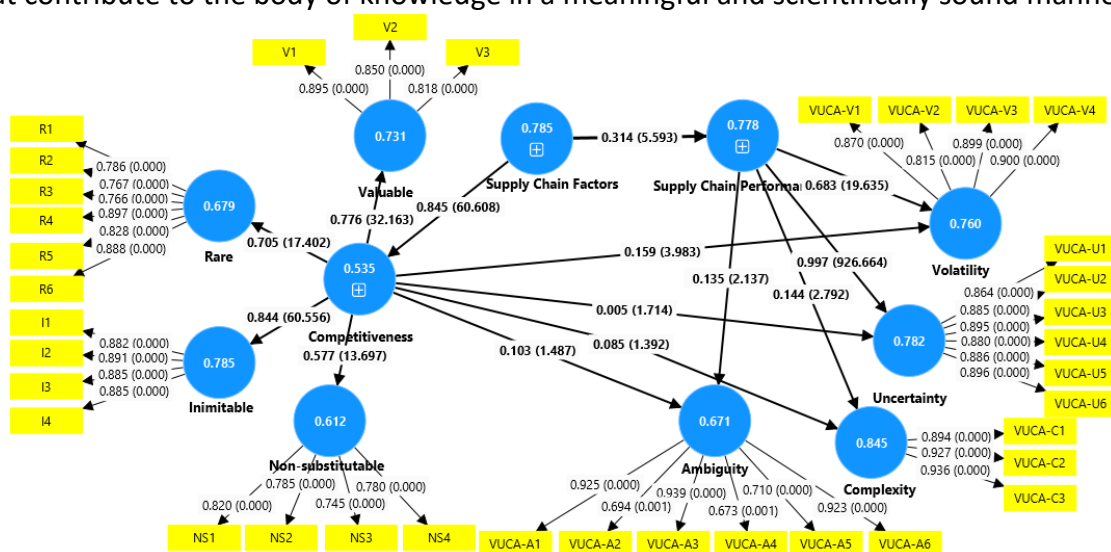 at contribute to the body of knowledge in a meaningful and scientifically sound manner
V1
V2
V3
0.895 (0.000)
0.850 (0.000)
0.818 (0.000)
0.731
Valuable
0.785
Supply Chain Factors
0.314 (5.593)
0.778
Supply Chain Performa
VUCA-V1
VUCA-V2
VUCA-V3
VUCA-V4
0.870 (0.000)
0.815 (0.000)
0.899 (0.000)
0.900 (0.000)
0.683 (19.635)
0.760
Volatility
R1
R2
R3
R4
R5
R6
0.786 (0.000)
0.767 (0.000)
0.766 (0.000)
0.897 (0.000)
0.828 (0.000)
0.888 (0.000)
0.679
Rare
0.705 (17.402)
0.776 (32.163)
0.845 (60.608)
0.535
Competitiveness
0.159 (3.983)
0.135 (2.137)
0.997 (926.664)
0.144 (2.792)
0.005 (1.714)
0.085 (1.392)
0.103 (1.487)
0.844 (60.556)
0.577 (13.697)
VUCA-U1
VUCA-U2
VUCA-U3
VUCA-U4
VUCA-U5
VUCA-U6
0.864 (0.000)
0.885 (0.000)
0.895 (0.000)
0.880 (0.000)
0.886 (0.000)
0.896 (0.000)
0.782
Uncertainty
I1
I2
I3
I4
0.882 (0.000)
0.891 (0.000)
0.885 (0.000)
0.885 (0.000)
0.785
Inimitable
0.612
Non-substitutable
0.820 (0.000)
0.785 (0.000)
0.745 (0.000)
0.780 (0.000)
NS1
NS2
NS3
NS4
0.671
Ambiguity
0.925 (0.000)
0.694 (0.001)
0.939 (0.000)
0.673 (0.001)
0.710 (0.000)
0.923 (0.000)
VUCA-A1
VUCA-A2
VUCA-A3
VUCA-A4
VUCA-A5
VUCA-A6
0.845
Complexity
0.894 (0.000)
0.927 (0.000)
0.936 (0.000)
VUCA-C1
VUCA-C2
VUCA-C3